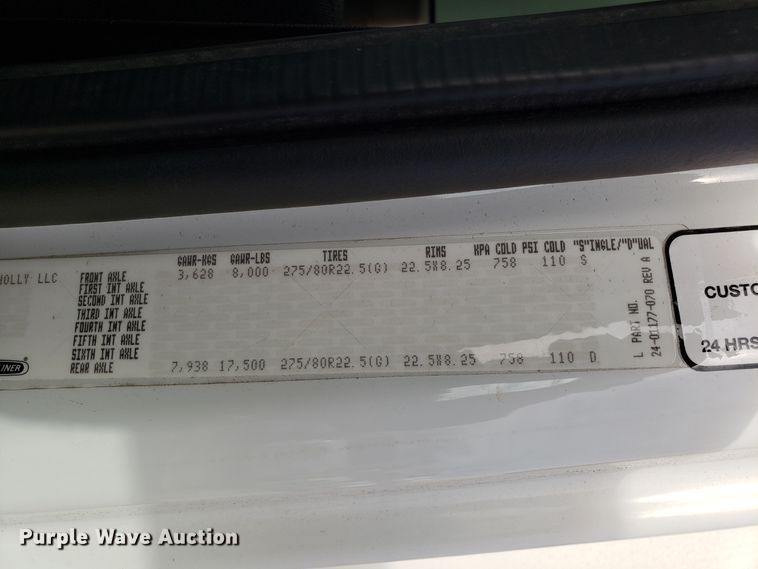 GAWR-KGS GAWR-LBS TIRES RIMS KPA COLD PSI COLD "S"INGLE/"D"UAL
HOLLY LLC FRONT AXLE 3,628 8,000 275/80R22.5(G) 22.5X8.25 758 110 S
FIRST INT AXLE
SECOND INT AXLE
THIRD INT AXLE
FOURTH INT AXLE
FIFTH INT AXLE
SIXTH INT AXLE
REAR AXLE 7,938 17,500 275/80R22.5(G) 22.5X8.25 758 110 D
LINER®
L PART NO.
24-01177-070 REV A
CUSTO
24 HRS
Purple Wave Auction